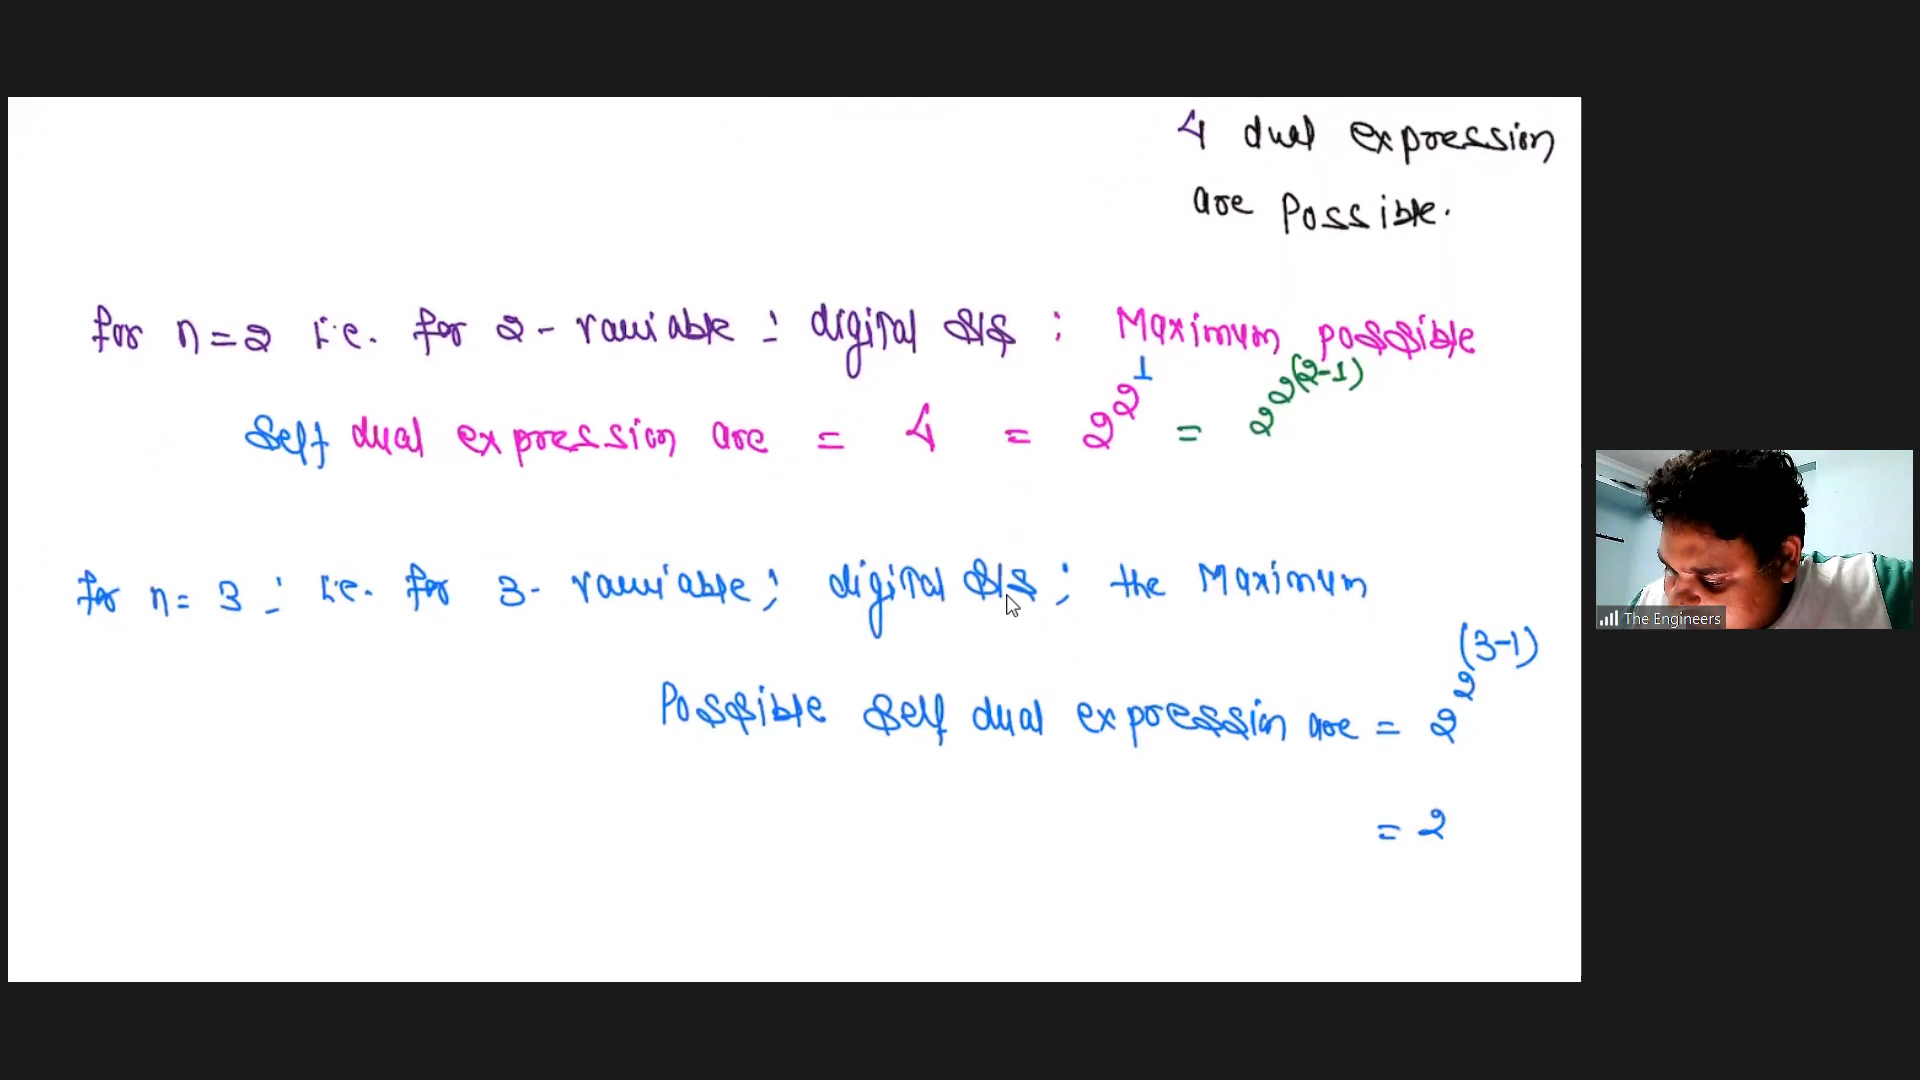 4 dual expression
are possible.
for n=2 i.e. for 2-variable : digital S/S ; Maximum possible
Self dual expression are = 4 = 2^2^1 = 2^2^(2-1)
for n=3 : i.e. for 3-variable; digital S/S ; the Maximum
Possible Self dual expression are = 2^2^(3-1)
= 2
The Engineers